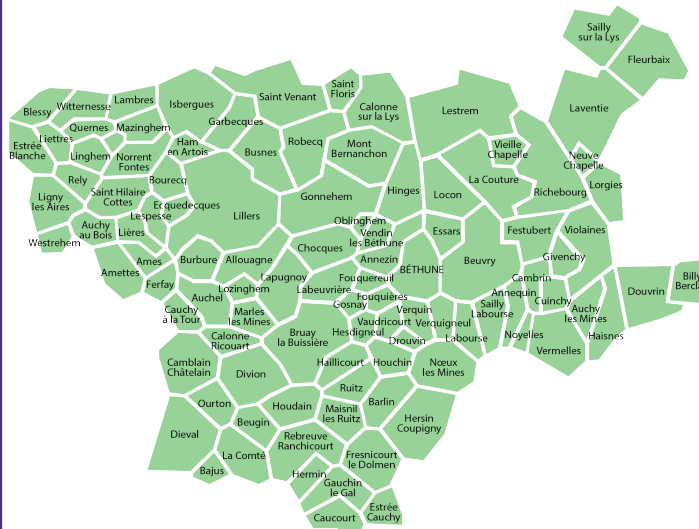 Sailly
sur la Lys
Fleurbaix
Blessy
Witternesse
Lambres
Isbergues
Saint Venant
Saint
Floris
Calonne
sur la Lys
Lestrem
Laventie
Liettres
Quernes
Mazinghem
Garbecques
Estrée
Blanche
Linghem
Norrent
Fontes
Ham
en Artois
Busnes
Robecq
Mont
Bernanchon
Vieille
Chapelle
Neuve
Chapelle
Rely
Bourecq
La Couture
Richebourg
Lorgies
Ligny
les Aires
Saint Hilaire
Cottes
Ecquedecques
Lillers
Gonnehem
Hinges
Locon
Lespesse
Auchy
au Bois
Lières
Westrehem
Oblinghem
Vendin
les Béthune
Essars
Festubert
Violaines
Chocques
Givenchy
Ames
Burbure
Allouagne
Annezin
BÉTHUNE
Beuvry
Amettes
Ferfay
Lapugnoy
Fouquereuil
Cambrin
Billy
Bercla
Lozinghem
Labeuvrière
Fouquières
Annequin
Cuinchy
Douvrin
Auchel
Gosnay
Verquin
Sailly
Labourse
Auchy
les Mines
Cauchy
à la Tour
Marles
les Mines
Vaudricourt
Verquigneul
Bruay
la Buissière
Hesdigneul
Drouvin
Labourse
Noyelles
Haisnes
Calonne
Ricouart
Vermelles
Camblain
Châtelain
Divion
Haillicourt
Houchin
Nœux
les Mines
Ruitz
Ourton
Houdain
Maisnil
les Ruitz
Barlin
Hersin
Coupigny
Beugin
Dieval
Rebreuve
Ranchicourt
La Comté
Fresnicourt
le Dolmen
Bajus
Hermin
Gauchin
le Gal
Estrée
Cauchy
Caucourt